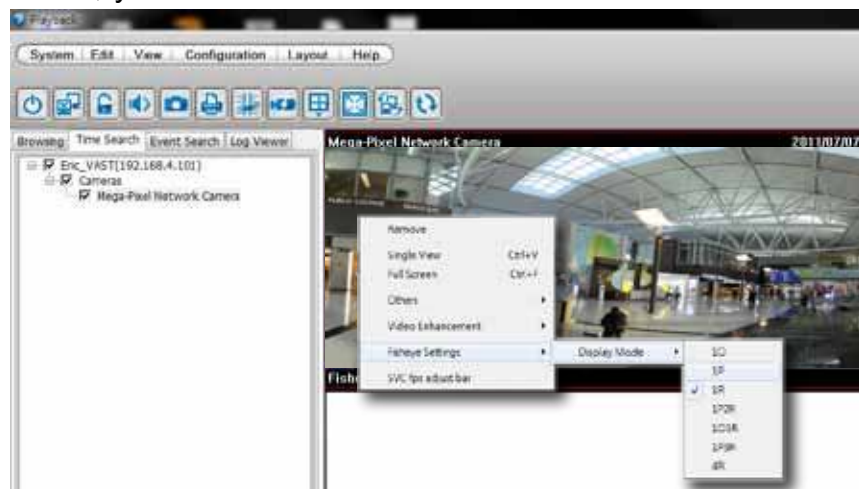 Playback
System Edit View Configuration Layout Help
Browsing Time Search Event Search Log Viewer
Mega-Pixel Network Camera 2011/07/07
Eric_VAST[192.168.4.101]
Cameras
Mega-Pixel Network Camera
Remove
Single View Ctrl+V
Full Screen Ctrl+F
Others
Video Enhancement
Fisheye Settings Display Mode
SVC fps adjust bar
Fish
1O
1P
1R
1P2R
1O3R
4R